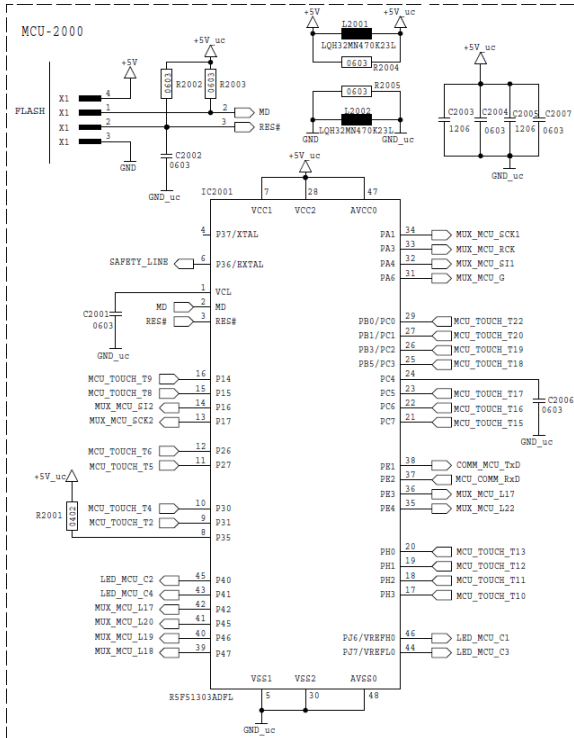 MCU-2000
+5V L2001 +5V_uc
LQH32MN470K23L
0603 R2004
+5V +5V_uc +5V_uc
R2002 0603 0603 R2003
0603 R2005
L2002
GND LQH32MN470K23L GND_uc
+5V_uc
C2003 C2004 C2005 C2007
1206 0603 1206 0603
GND_uc
FLASH
X1 4
X1 1 2 MD
X1 2 3 RES#
X1 3
GND
C2002
0603
GND_uc
+5V_uc
IC2001 7 28 47
VCC1 VCC2 AVCC0
4 P37/XTAL PA1 34 MUX_MCU_SCK1
PA3 33 MUX_MCU_RCK
SAFETY_LINE 6 P36/EXTAL PA4 32 MUX_MCU_SI1
PA6 31 MUX_MCU_G
1 VCL
MD 2 MD
RES# 3 RES#
C2001
0603
GND_uc
PB0/PC0 29 MCU_TOUCH_T22
PB1/PC1 27 MCU_TOUCH_T20
PB3/PC2 26 MCU_TOUCH_T19
PB5/PC3 25 MCU_TOUCH_T18
MCU_TOUCH_T9 16 P14 PC4 24
MCU_TOUCH_T8 15 P15 PC5 23 MCU_TOUCH_T17
MUX_MCU_SI2 14 P16 PC6 22 MCU_TOUCH_T16
MUX_MCU_SCK2 13 P17 PC7 21 MCU_TOUCH_T15
C2006
0603
GND_uc
MCU_TOUCH_T6 12 P26
MCU_TOUCH_T5 11 P27
PE1 38 COMM_MCU_TxD
PE2 37 MCU_COMM_RxD
PE3 36 MUX_MCU_L17
PE4 35 MUX_MCU_L22
+5V_uc
R2001 0402
MCU_TOUCH_T4 10 P30
MCU_TOUCH_T2 9 P31
8 P35
PH0 20 MCU_TOUCH_T13
PH1 19 MCU_TOUCH_T12
PH2 18 MCU_TOUCH_T11
PH3 17 MCU_TOUCH_T10
LED_MCU_C2 45 P40
LED_MCU_C4 43 P41
MUX_MCU_L17 42 P42
MUX_MCU_L20 41 P45
MUX_MCU_L19 40 P46
MUX_MCU_L18 39 P47
PJ6/VREFH0 46 LED_MCU_C1
PJ7/VREFL0 44 LED_MCU_C3
VSS1 VSS2 AVSS0
R5F51303ADFL 5 30 48
GND_uc